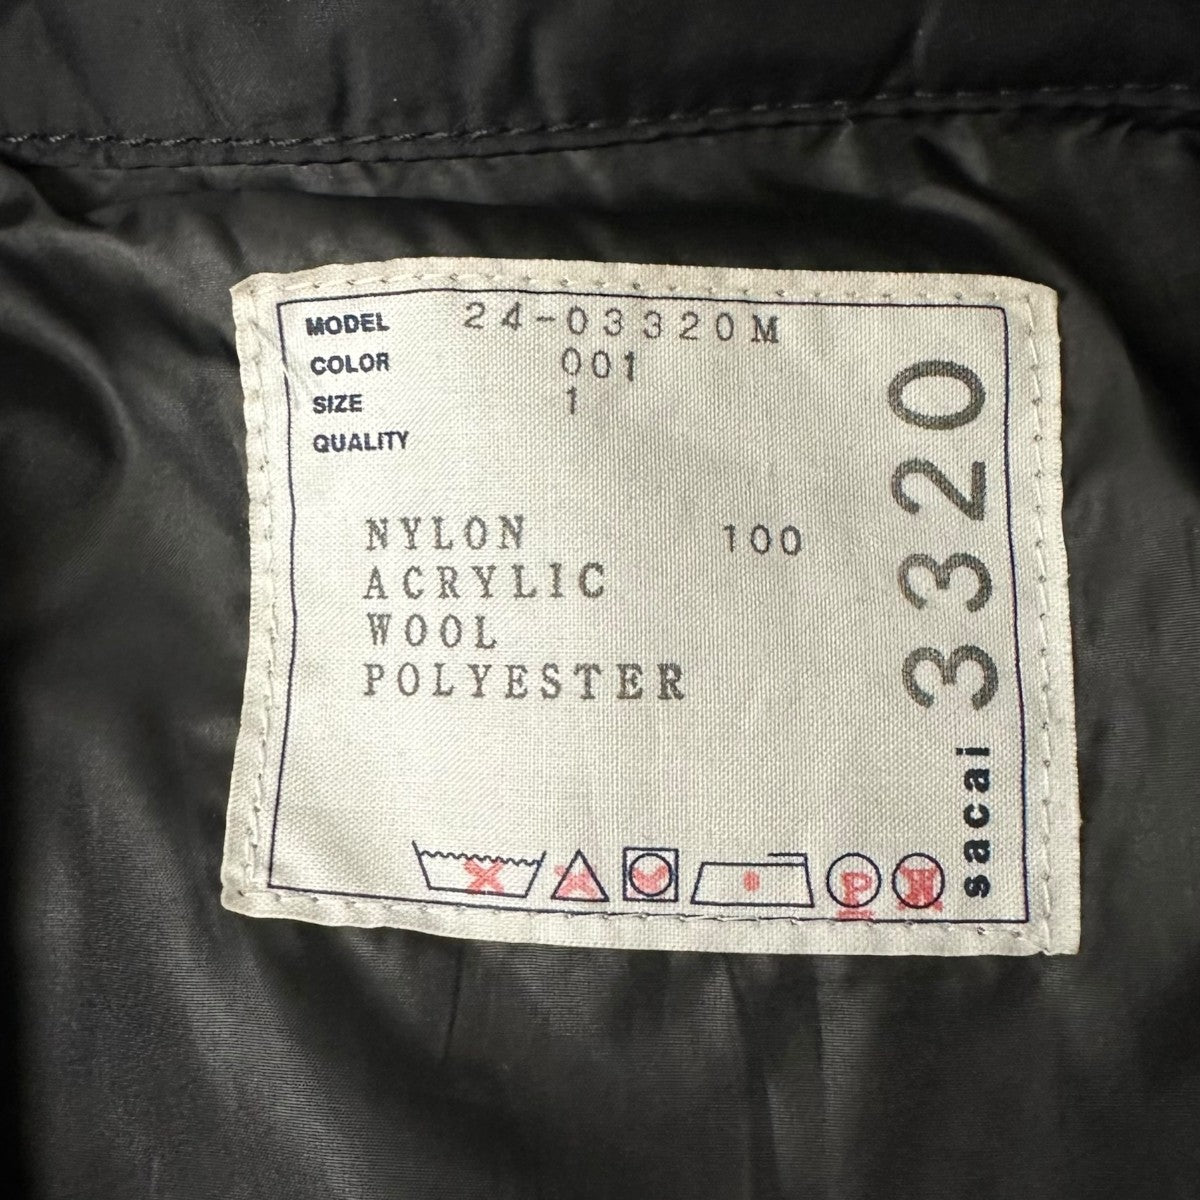 MODEL 24-03320M
COLOR 001
SIZE 1
QUALITY
NYLON 100
ACRYLIC
WOOL
POLYESTER
P
sacai 3320